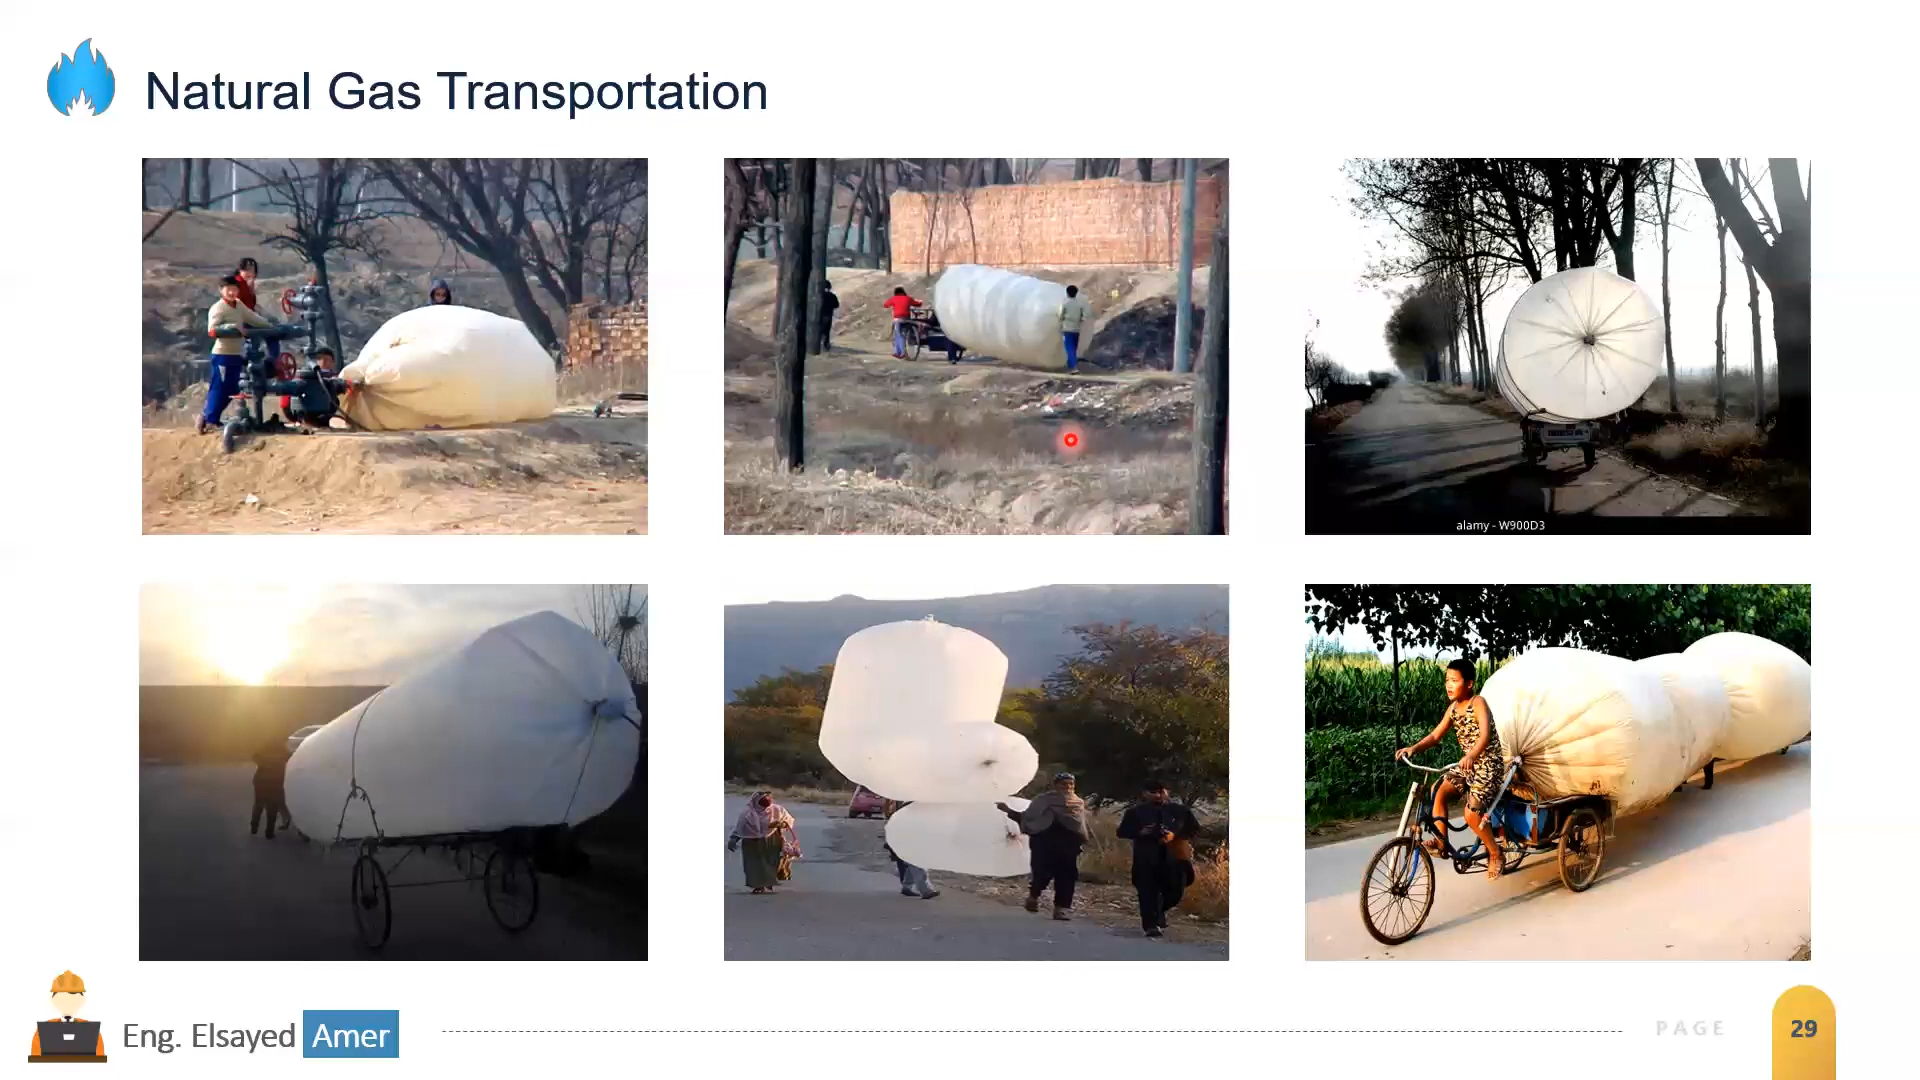 Natural Gas Transportation
alamy - W900D3
Eng. Elsayed Amer
PAGE
29